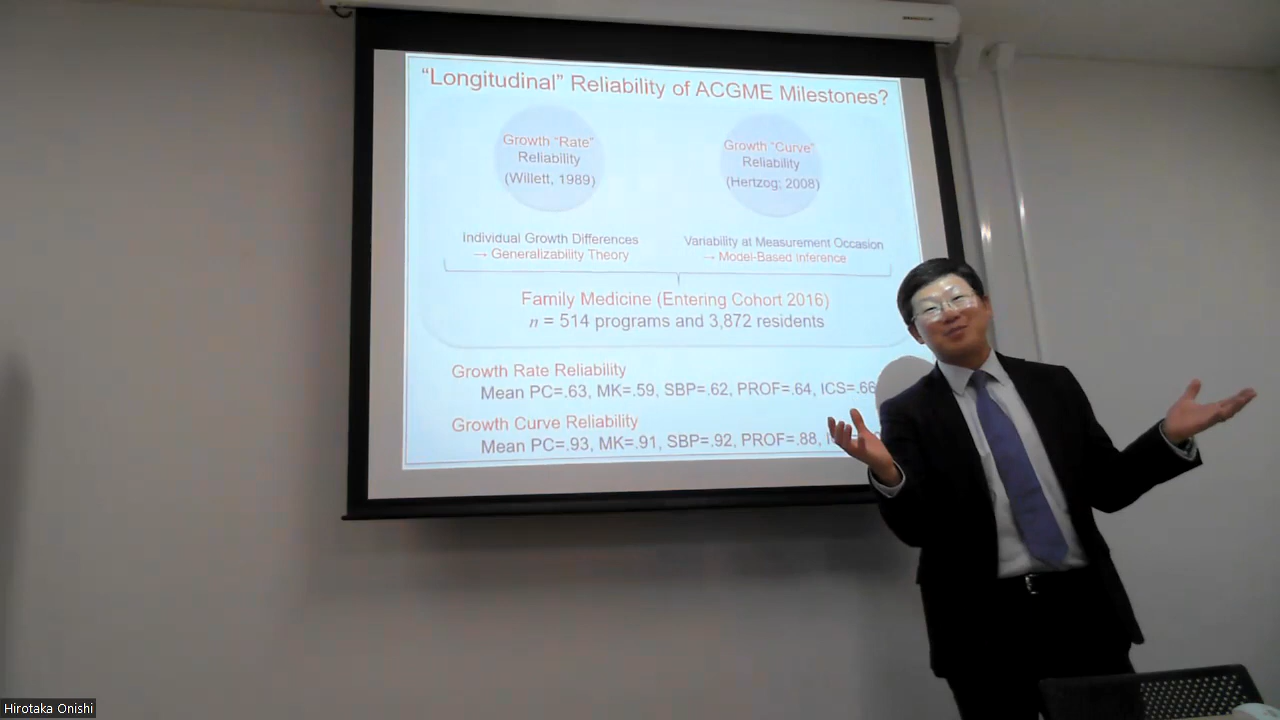 “Longitudinal” Reliability of ACGME Milestones?
Growth “Rate”
Reliability
(Willett, 1989)
Growth “Curve”
Reliability
(Hertzog, 2008)
Individual Growth Differences
→ Generalizability Theory
Variability at Measurement Occasion
→ Model-Based Inference
Family Medicine (Entering Cohort 2016)
n = 514 programs and 3,872 residents
Growth Rate Reliability
Mean PC=.63, MK=.59, SBP=.62, PROF=.64, ICS=.66
Growth Curve Reliability
Mean PC=.93, MK=.91, SBP=.92, PROF=.88,
Hirotaka Onishi